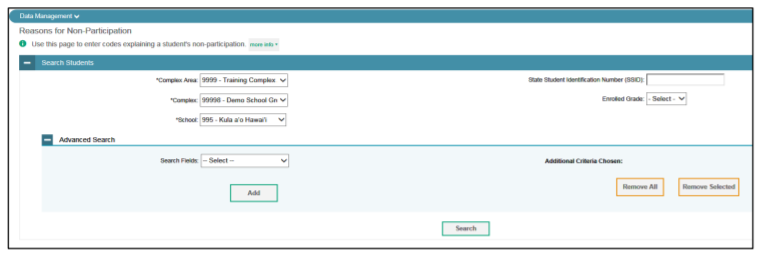 Data Management
Reasons for Non-Participation
Use this page to enter codes explaining a student's non-participation. more info
Search Students
*Complex Area: 9999 - Training Complex
State Student Identification Number (SSID):
*Complex: 99998 - Demo School Gr
Enrolled Grade: - Select -
*School: 995 - Kula a'o Hawai'i
Advanced Search
Search Fields: -- Select --
Additional Criteria Chosen:
Add
Remove All
Remove Selected
Search